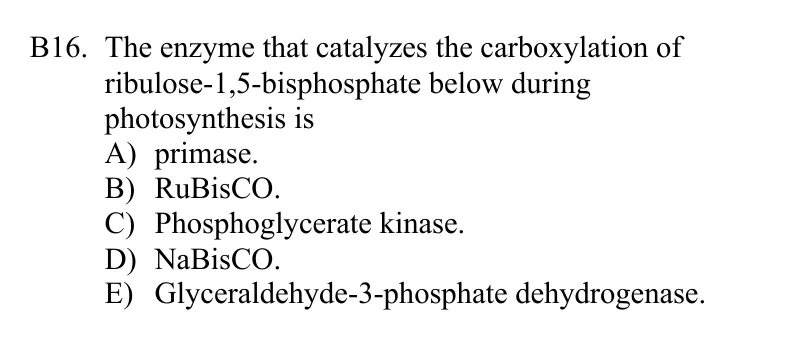 B16. The enzyme that catalyzes the carboxylation of
ribulose-1,5-bisphosphate below during
photosynthesis is
A) primase.
B) RuBisCO.
C) Phosphoglycerate kinase.
D) NaBisCO.
E) Glyceraldehyde-3-phosphate dehydrogenase.